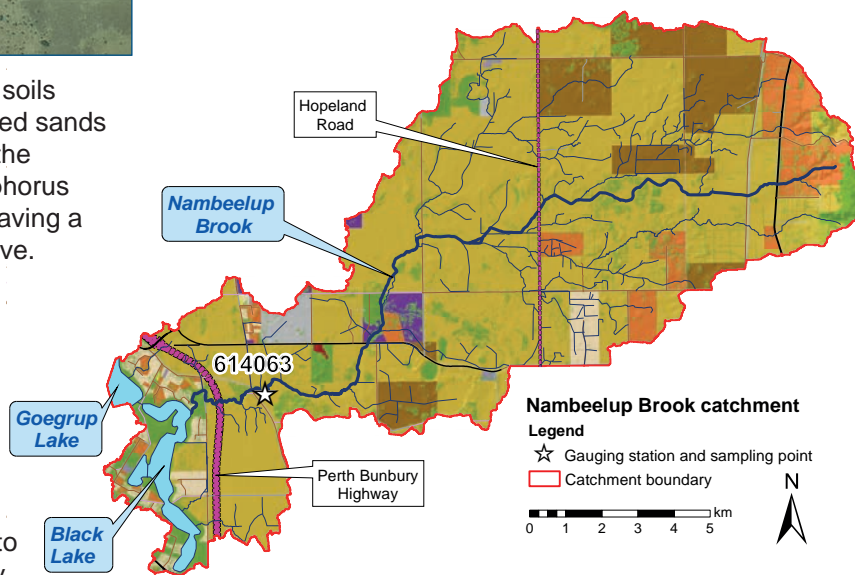 soils
ed sands
the
ohorus
aving a
ve.
to
Hopeland
Road
Nambeelup
Brook
614063
Goegrup
Lake
Perth Bunbury
Highway
Black
Lake
Nambeelup Brook catchment
Legend
Gauging station and sampling point
Catchment boundary
N
km
0 1 2 3 4 5